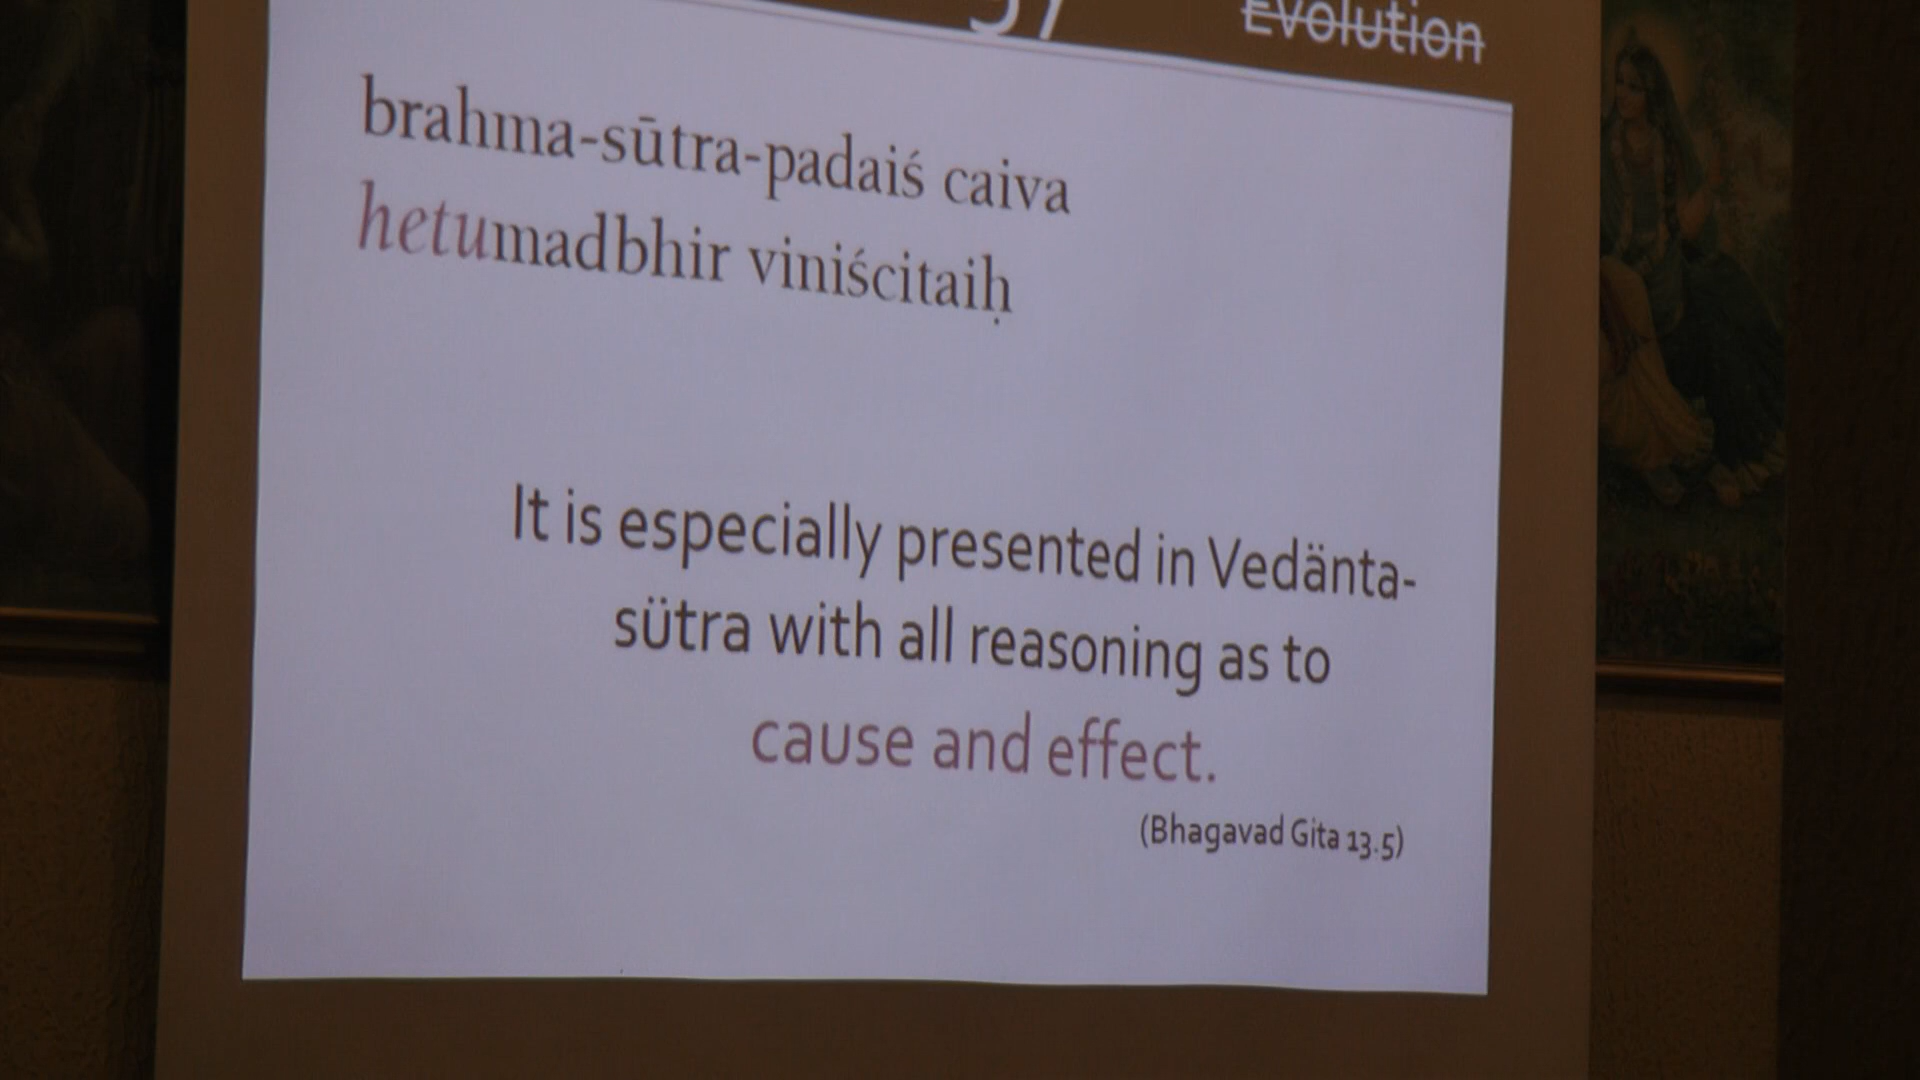 Evolution
brahma-sūtra-padaiś caiva
hetumadbhir viniścitaiḥ
It is especially presented in Vedänta-
sütra with all reasoning as to
cause and effect.
(Bhagavad Gita 13.5)